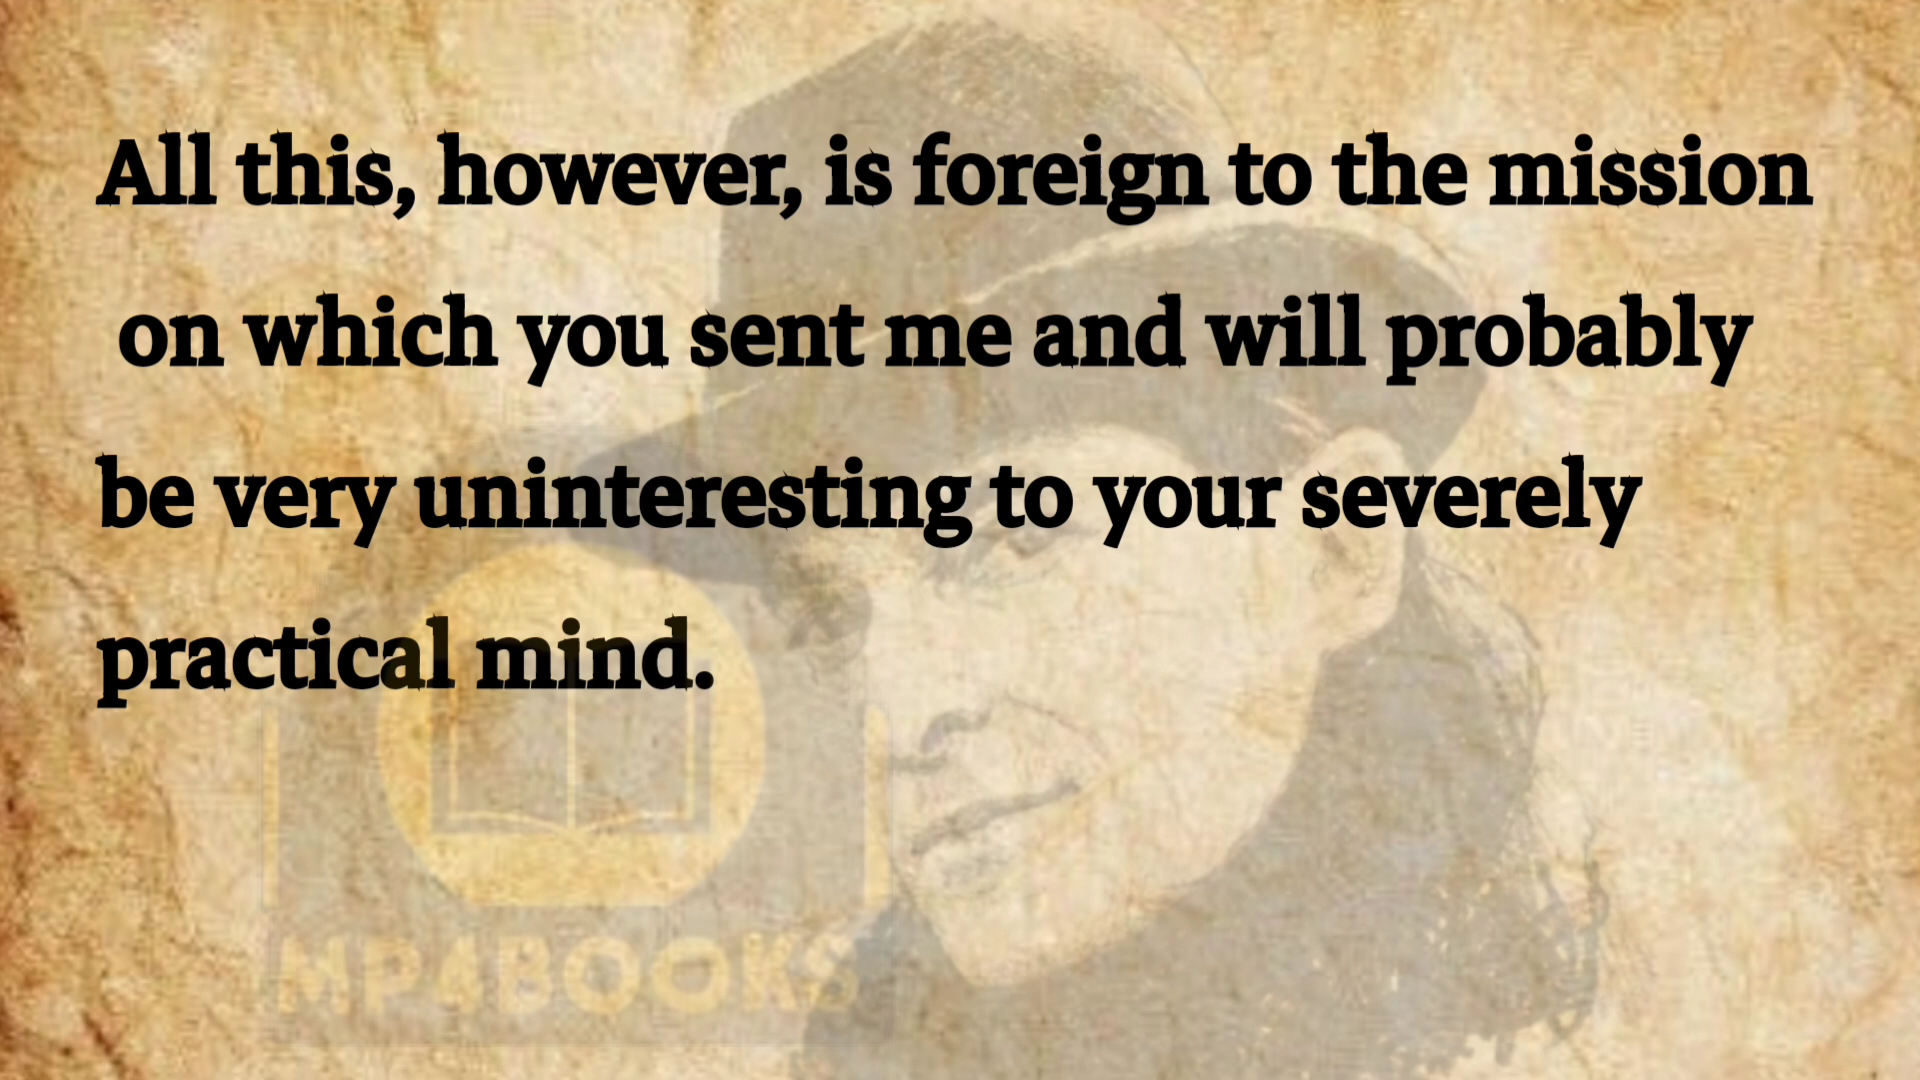 All this, however, is foreign to the mission
on which you sent me and will probably
be very uninteresting to your severely
practical mind.
MP4BOOKS